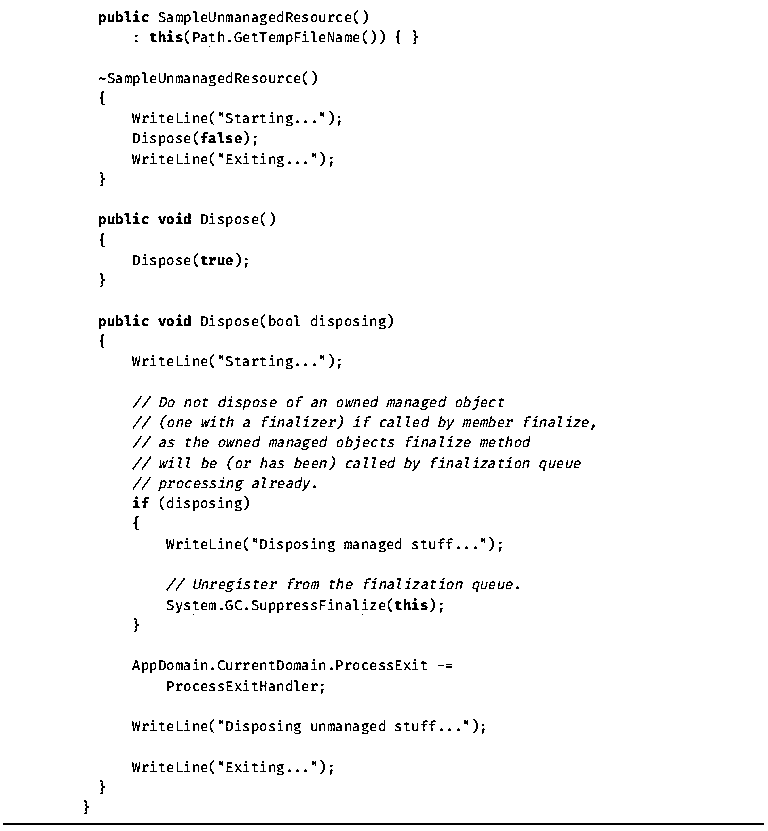 public SampleUnmanagedResource()
: this(Path.GetTempFileName()) { }
~SampleUnmanagedResource()
{
WriteLine("Starting...");
Dispose(false);
WriteLine("Exiting...");
}
public void Dispose()
{
Dispose(true);
}
public void Dispose(bool disposing)
{
WriteLine("Starting...");
// Do not dispose of an owned managed object
// (one with a finalizer) if called by member finalize,
// as the owned managed objects finalize method
// will be (or has been) called by finalization queue
// processing already.
if (disposing)
{
WriteLine("Disposing managed stuff...");
// Unregister from the finalization queue.
System.GC.SuppressFinalize(this);
}
AppDomain.CurrentDomain.ProcessExit -=
ProcessExitHandler;
WriteLine("Disposing unmanaged stuff...");
WriteLine("Exiting...");
}
}